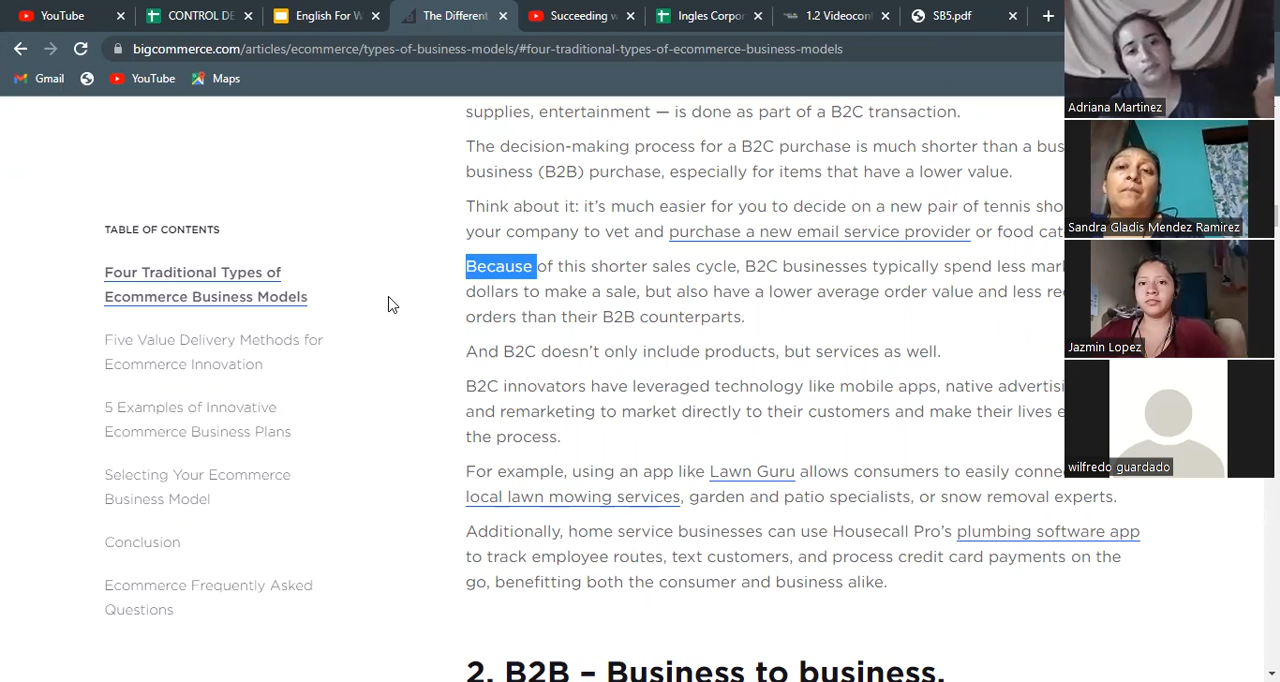 YouTube
CONTROL DE
English For W
The Different
Succeeding w
Ingles Corpor
1.2 Videocont
SB5.pdf
bigcommerce.com/articles/ecommerce/types-of-business-models/#four-traditional-types-of-ecommerce-business-models
Gmail
YouTube
Maps
TABLE OF CONTENTS
Four Traditional Types of
Ecommerce Business Models
Five Value Delivery Methods for
Ecommerce Innovation
5 Examples of Innovative
Ecommerce Business Plans
Selecting Your Ecommerce
Business Model
Conclusion
Ecommerce Frequently Asked
Questions
supplies, entertainment — is done as part of a B2C transaction.
The decision-making process for a B2C purchase is much shorter than a bus
business (B2B) purchase, especially for items that have a lower value.
Think about it: it’s much easier for you to decide on a new pair of tennis sho
your company to vet and purchase a new email service provider or food cat
Because of this shorter sales cycle, B2C businesses typically spend less mar
dollars to make a sale, but also have a lower average order value and less re
orders than their B2B counterparts.
And B2C doesn’t only include products, but services as well.
B2C innovators have leveraged technology like mobile apps, native advertisi
and remarketing to market directly to their customers and make their lives e
the process.
For example, using an app like Lawn Guru allows consumers to easily conne
local lawn mowing services, garden and patio specialists, or snow removal experts.
Additionally, home service businesses can use Housecall Pro’s plumbing software app
to track employee routes, text customers, and process credit card payments on the
go, benefitting both the consumer and business alike.
2. B2B – Business to business.
Adriana Martinez
Sandra Gladis Mendez Ramirez
Jazmin Lopez
wilfredo guardado